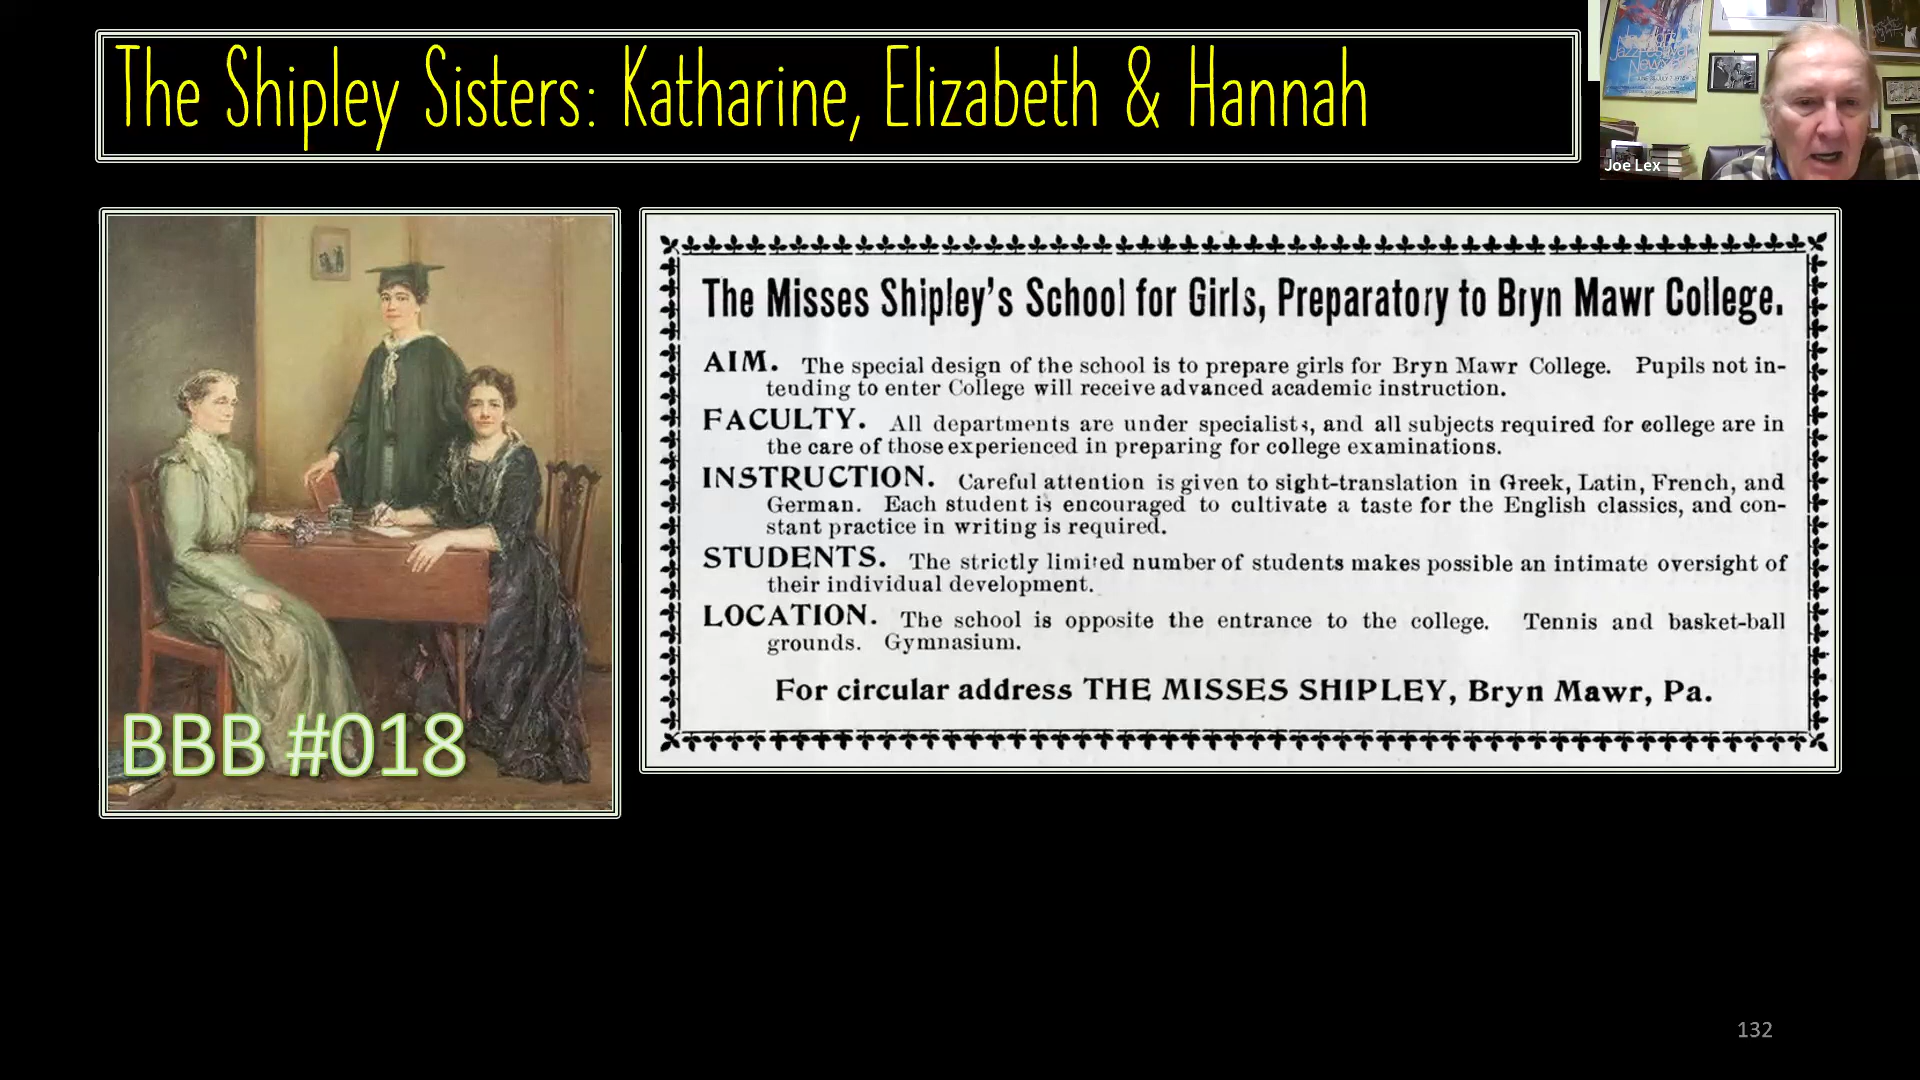 The Shipley Sisters: Katharine, Elizabeth & Hannah
Joe Lex
The Misses Shipley's School for Girls, Preparatory to Bryn Mawr College.
AIM. The special design of the school is to prepare girls for Bryn Mawr College. Pupils not in-
tending to enter College will receive advanced academic instruction.
FACULTY. All departments are under specialists, and all subjects required for college are in
the care of those experienced in preparing for college examinations.
INSTRUCTION. Careful attention is given to sight-translation in Greek, Latin, French, and
German. Each student is encouraged to cultivate a taste for the English classics, and con-
stant practice in writing is required.
STUDENTS. The strictly limited number of students makes possible an intimate oversight of
their individual development.
LOCATION. The school is opposite the entrance to the college. Tennis and basket-ball
grounds. Gymnasium.
For circular address THE MISSES SHIPLEY, Bryn Mawr, Pa.
BBB #018
132